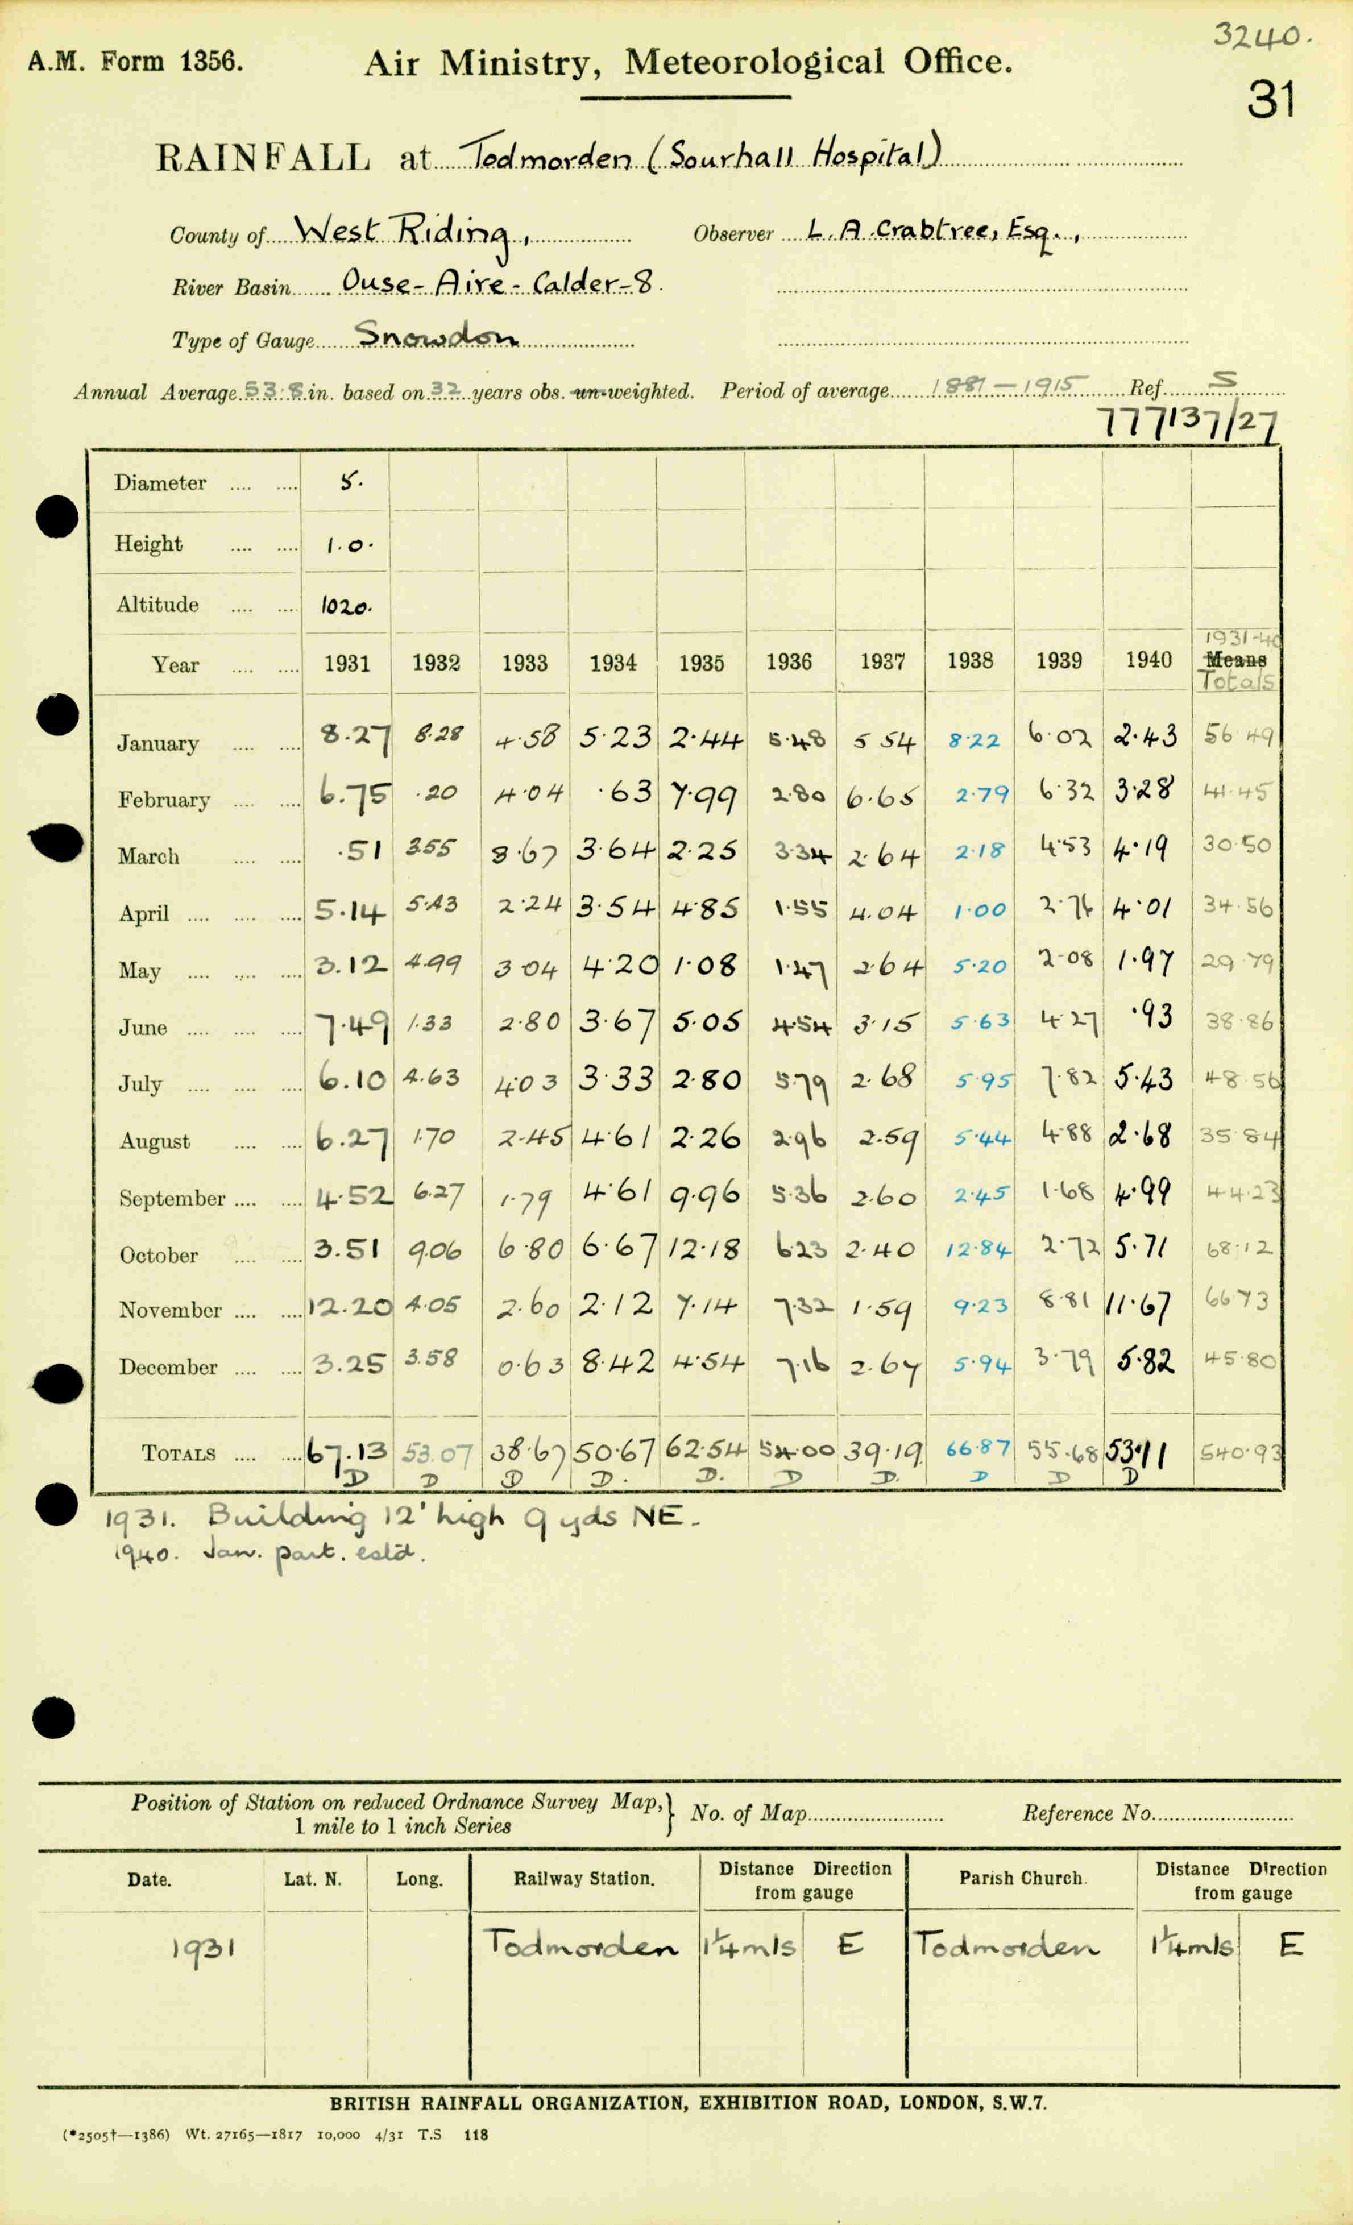 3240.
A.M. Form 1356. Air Ministry, Meteorological Office.
31
RAINFALL at Todmorden (Sourhall Hospital)
County of West Riding, Observer L. A. Crabtree, Esq.,
River Basin Ouse-Aire-Calder-8.
Type of Gauge Snowdon
Annual Average 53.8 in. based on 32 years obs. un-weighted. Period of average 1881-1915 Ref. S
777137/27
Diameter 5.
Height 1.0.
Altitude 1020.
1931-40
Year 1931 1932 1933 1934 1935 1936 1937 1938 1939 1940 Means
Totals
January 8.27 8.28 4.58 5.23 2.44 5.48 5 54 8.22 6.02 2.43 56 49
February 6.75 .20 4.04 .63 7.99 2.80 6.65 2.79 6.32 3.28 41.45
March .51 3.55 3.67 3.64 2.25 3.34 2.64 2.18 4.53 4.19 30.50
April 5.14 5.43 2.24 3.54 4.85 1.55 4.04 1.00 2.76 4.01 34.56
May 3.12 4.99 3 04 4.20 1.08 1.47 2.64 5.20 2.08 1.97 29.79
June 7.49 1.33 2.80 3.67 5.05 4.54 3.15 5.63 4.27 .93 38.86
July 6.10 4.63 4.03 3.33 2.80 5.79 2.68 5.95 7.82 5.43 48.56
August 6.27 1.70 2.45 4.61 2.26 2.96 2.59 5.44 4.88 2.68 35.84
September 4.52 6.27 1.79 4.61 9.96 5.36 2.60 2.45 1.68 4.99 44.23
October 3.51 9.06 6.80 6.67 12.18 6.23 2.40 12.84 2.72 5.71 68.12
November 12.20 4.05 2.60 2.12 7.14 7.32 1.59 9.23 8.81 11.67 66.73
December 3.25 3.58 0.63 8.42 4.54 7.16 2.67 5.94 3.79 5.82 45.80
TOTALS 67.13 53.07 38.67 50.67 62.54 54.00 39.19 66.87 55.68 53.11 540.93
D D D D. D. D D. D D D
1931. Building 12' high 9 yds NE.
1940. Jan. part. estd.
Position of Station on reduced Ordnance Survey Map, } No. of Map Reference No.
1 mile to 1 inch Series
Date. Lat. N. Long. Railway Station. Distance Direction from gauge Parish Church. Distance Direction from gauge
1931 Todmorden 1¼mls E Todmorden 1¼mls E
BRITISH RAINFALL ORGANIZATION, EXHIBITION ROAD, LONDON, S.W.7.
(*2505†—1386) Wt. 27165—1817 10,000 4/31 T.S 118